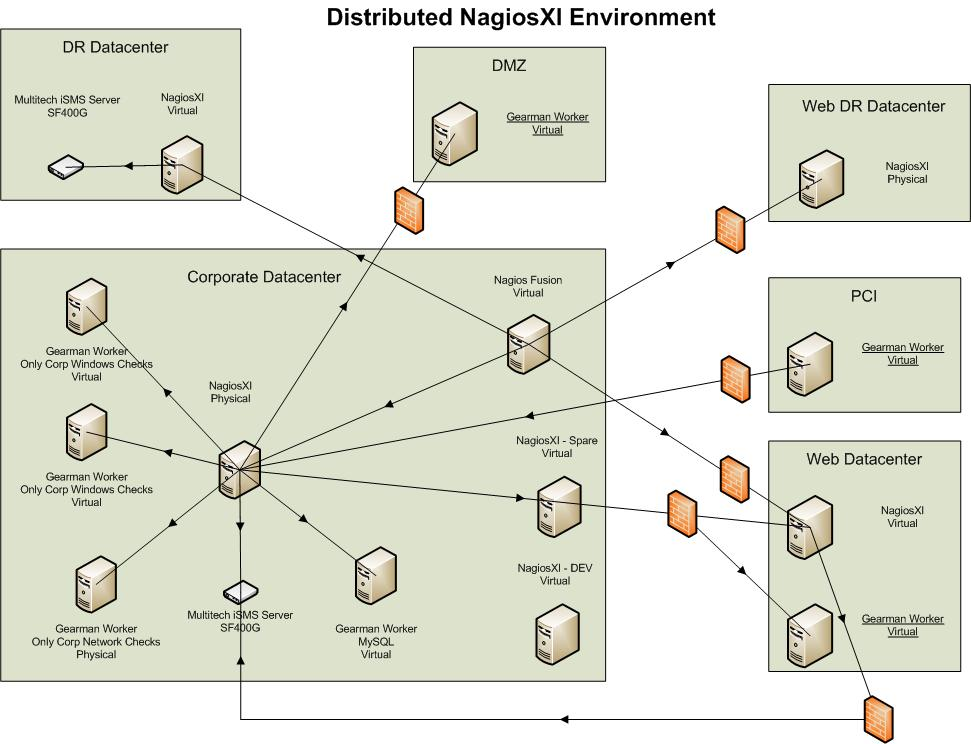 Distributed NagiosXI Environment
DR Datacenter
Multitech iSMS Server
SF400G
NagiosXI
Virtual
DMZ
Gearman Worker
Virtual
Web DR Datacenter
NagiosXI
Physical
Corporate Datacenter
Nagios Fusion
Virtual
Gearman Worker
Only Corp Windows Checks
Virtual
NagiosXI
Physical
Gearman Worker
Only Corp Windows Checks
Virtual
NagiosXI - Spare
Virtual
NagiosXI - DEV
Virtual
Gearman Worker
Only Corp Network Checks
Physical
Multitech iSMS Server
SF400G
Gearman Worker
MySQL
Virtual
PCI
Gearman Worker
Virtual
Web Datacenter
NagiosXI
Virtual
Gearman Worker
Virtual